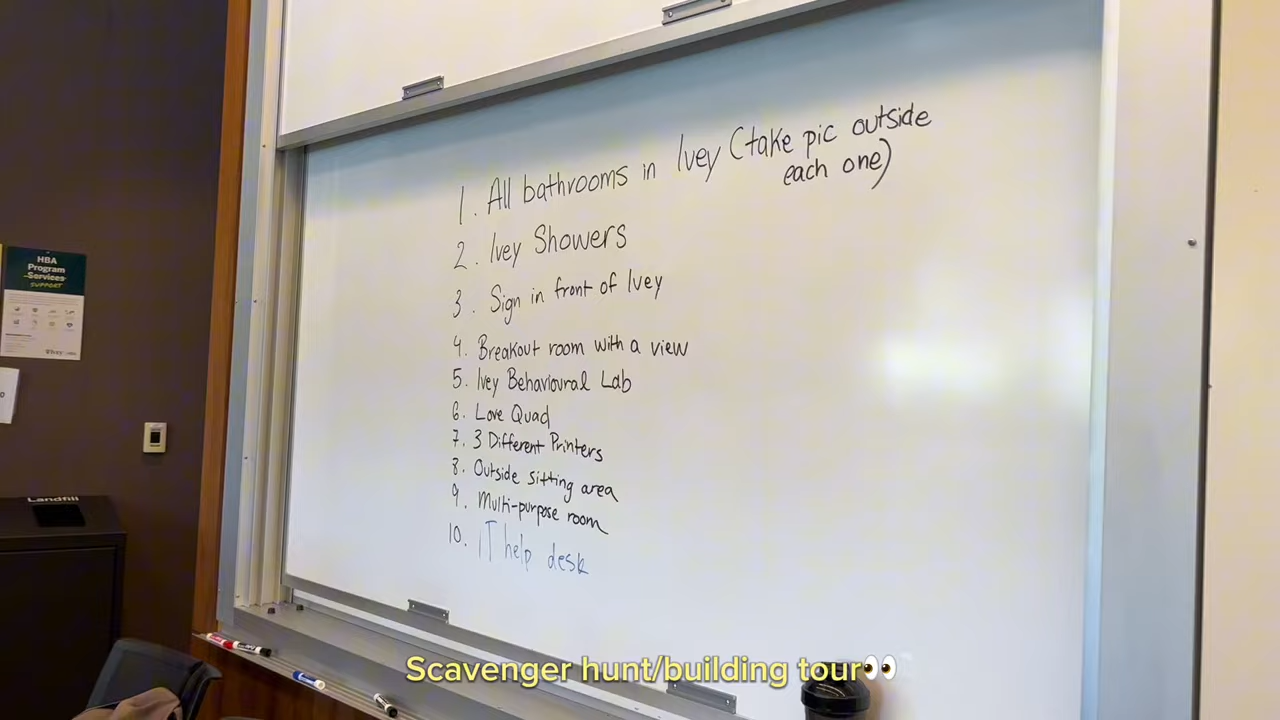 1. All bathrooms in Ivey (take pic outside
each one)
2. Ivey Showers
3. Sign in front of Ivey
4. Breakout room with a view
5. Ivey Behavioural Lab
6. Love Quad
7. 3 Different Printers
8. Outside sitting area
9. Multi-purpose room
10. IT help desk
HBA
Program
Services
SUPPORT
Landfill
Scavenger hunt/building tour👀